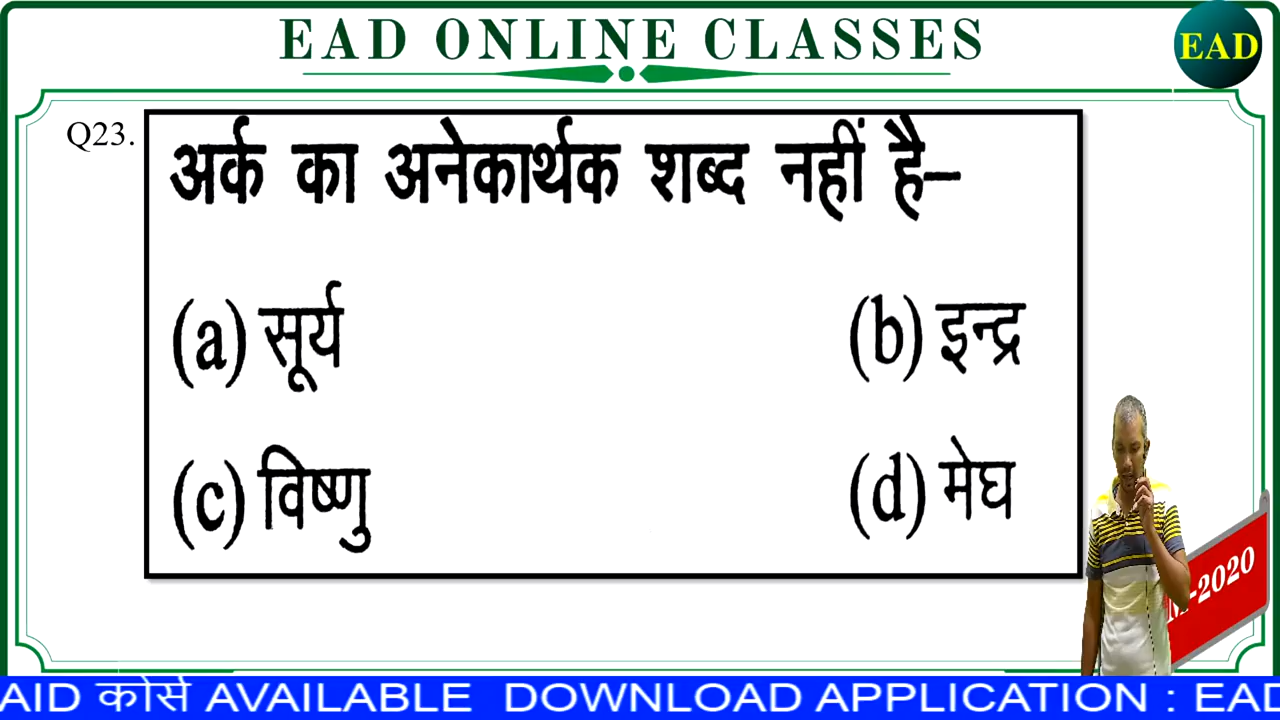 EAD ONLINE CLASSES
EAD
Q23.
अर्क का अनेकार्थक शब्द नहीं है–
(a) सूर्य
(b) इन्द्र
(c) विष्णु
(d) मेघ
-2020
AID कोर्स AVAILABLE DOWNLOAD APPLICATION : EAD